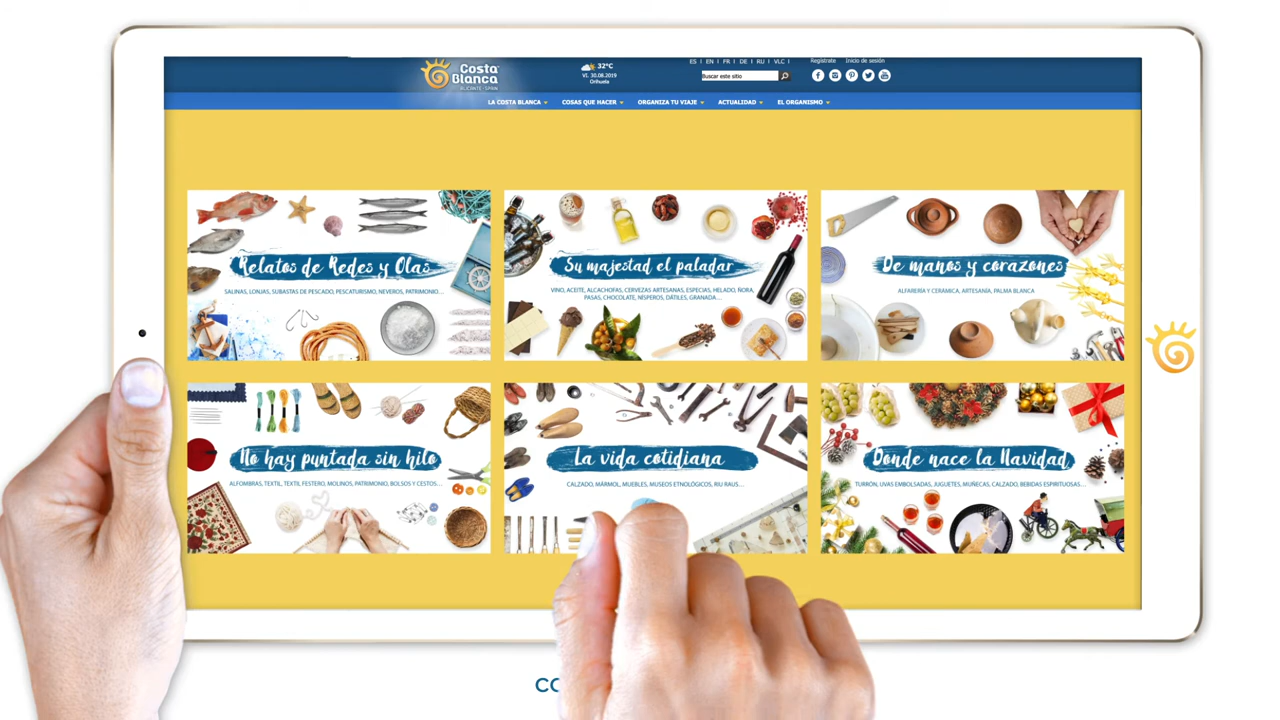 Costa
Blanca
ALICANTE · SPAIN
32ºC
VI. 30.08.2019
Orihuela
ES | EN | FR | DE | RU | VLC |
Buscar este sitio
Regístrate
Inicio de sesión
LA COSTA BLANCA
COSAS QUE HACER
ORGANIZA TU VIAJE
ACTUALIDAD
EL ORGANISMO
Relatos de Redes y Olas
SALINAS, LONJAS, SUBASTAS DE PESCADO, PESCATURISMO, NEVEROS, PATRIMONIO...
Su majestad el paladar
VINO, ACEITE, ALCACHOFAS, CERVEZAS ARTESANAS, ESPECIAS, HELADO, ÑORA,
PASAS, CHOCOLATE, NÍSPEROS, DÁTILES, GRANADA...
De manos y corazones
ALFARERÍA Y CERÁMICA, ARTESANÍA, PALMA BLANCA
No hay puntada sin hilo
ALFOMBRAS, TEXTIL, TEXTIL FESTERO, MOLINOS, PATRIMONIO, BOLSOS Y CESTOS...
La vida cotidiana
CALZADO, MÁRMOL, MUEBLES, MUSEOS ETNOLÓGICOS, RIU RAUS...
Donde nace la Navidad
TURRÓN, UVAS EMBOLSADAS, JUGUETES, MUÑECAS, CALZADO, BEBIDAS ESPIRITUOSAS...